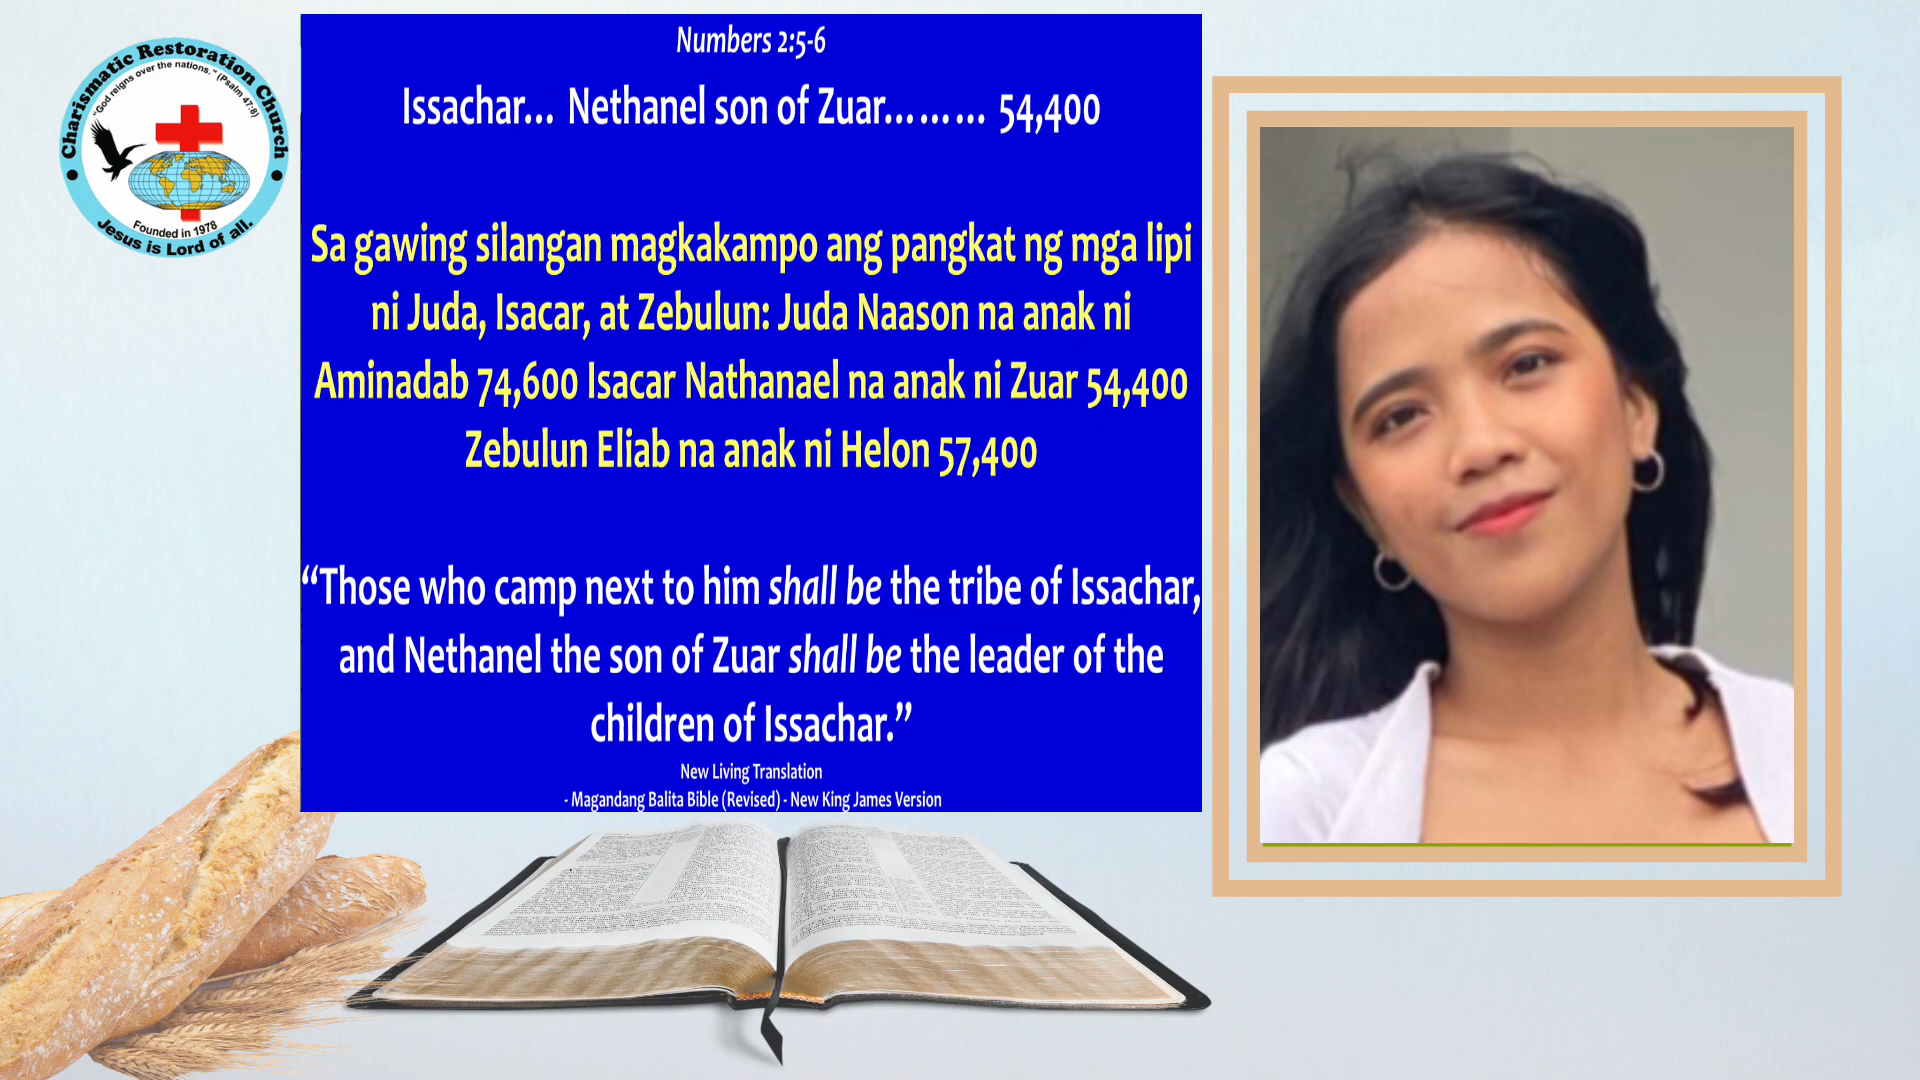 Charismatic Restoration Church
"God reigns over the nations." (Psalm 47:8)
Founded in 1978
Jesus is Lord of all.
Numbers 2:5-6
Issachar... Nethanel son of Zuar......... 54,400
Sa gawing silangan magkakampo ang pangkat ng mga lipi
ni Juda, Isacar, at Zebulun: Juda Naason na anak ni
Aminadab 74,600 Isacar Nathanael na anak ni Zuar 54,400
Zebulun Eliab na anak ni Helon 57,400
“Those who camp next to him shall be the tribe of Issachar,
and Nethanel the son of Zuar shall be the leader of the
children of Issachar.”
New Living Translation
- Magandang Balita Bible (Revised) - New King James Version